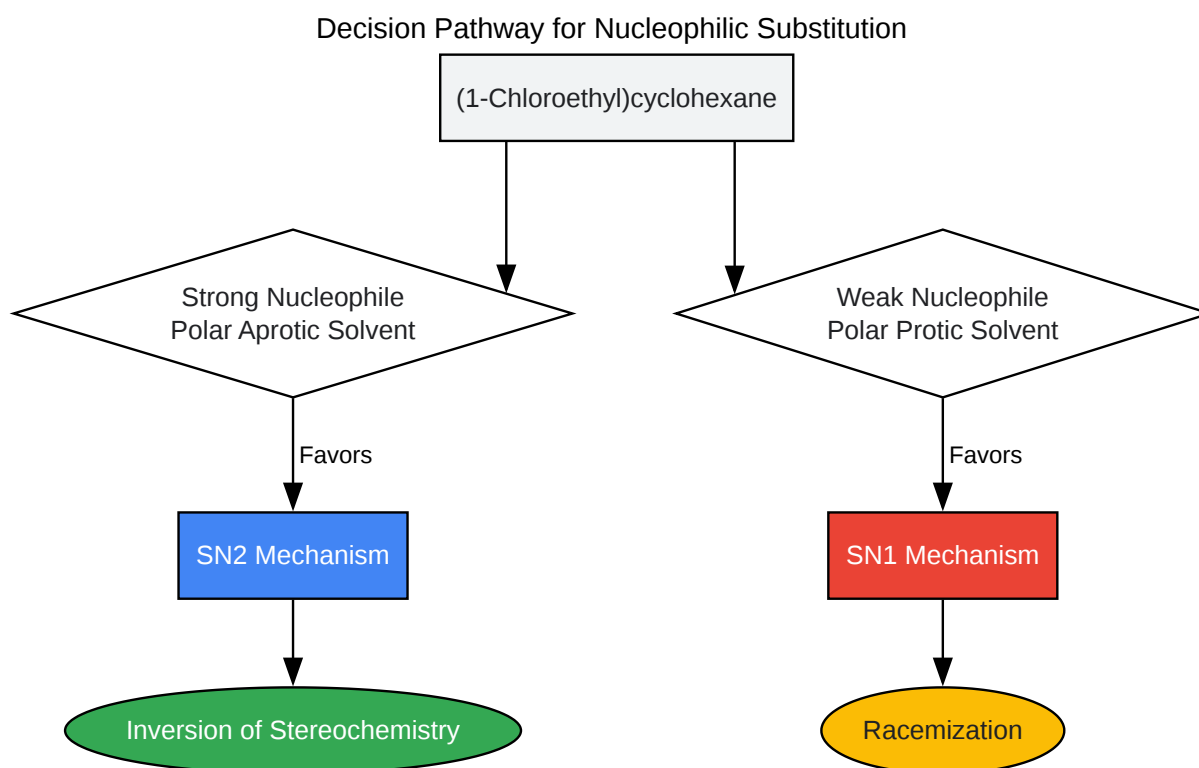 Decision Pathway for Nucleophilic Substitution
(1-Chloroethyl)cyclohexane
Strong Nucleophile
Polar Aprotic Solvent
Weak Nucleophile
Polar Protic Solvent
Favors
Favors
SN2 Mechanism
SN1 Mechanism
Inversion of Stereochemistry
Racemization